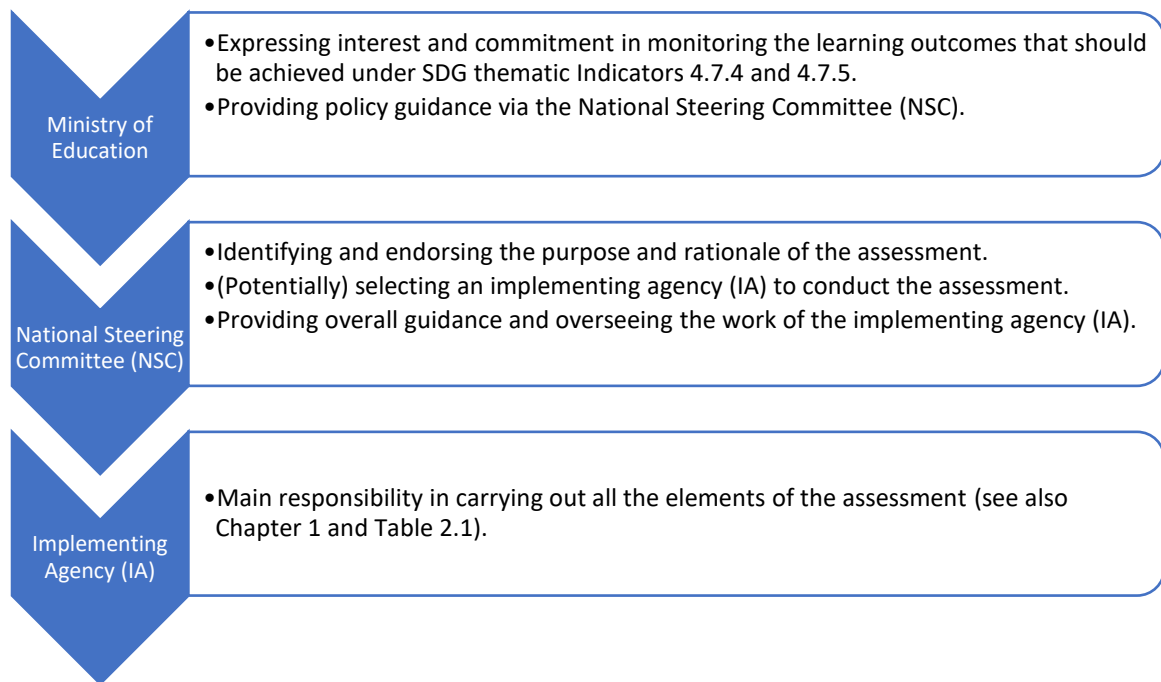 Ministry of
Education
•Expressing interest and commitment in monitoring the learning outcomes that should
be achieved under SDG thematic Indicators 4.7.4 and 4.7.5.
•Providing policy guidance via the National Steering Committee (NSC).
National Steering
Committee (NSC)
•Identifying and endorsing the purpose and rationale of the assessment.
•(Potentially) selecting an implementing agency (IA) to conduct the assessment.
•Providing overall guidance and overseeing the work of the implementing agency (IA).
Implementing
Agency (IA)
•Main responsibility in carrying out all the elements of the assessment (see also
Chapter 1 and Table 2.1).